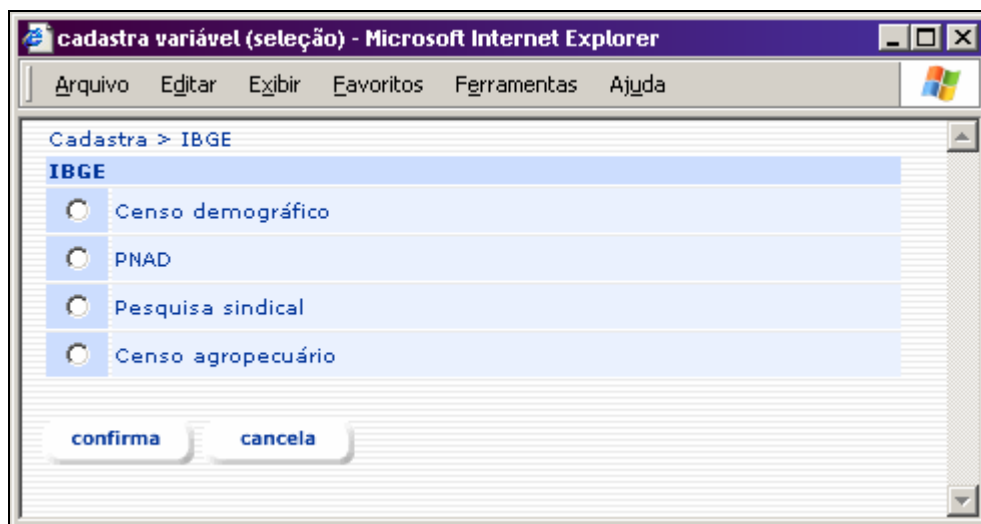 cadastra variável (seleção) - Microsoft Internet Explorer
Arquivo Editar Exibir Favoritos Ferramentas Ajuda
Cadastra > IBGE
IBGE
Censo demográfico
PNAD
Pesquisa sindical
Censo agropecuário
confirma cancela